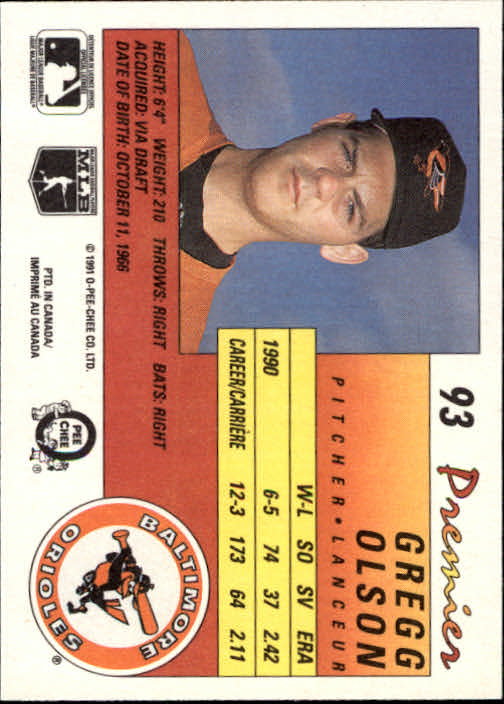 93
Premier
GREGG
OLSON
PITCHER • LANCEUR
W-L SO SV ERA
1990 6-5 74 37 2.42
CAREER/CARRIÈRE 12-3 173 64 2.11
HEIGHT: 6'4" WEIGHT: 210 THROWS: RIGHT BATS: RIGHT
ACQUIRED: VIA DRAFT
DATE OF BIRTH: OCTOBER 11, 1966
MLB
© 1991 O-PEE-CHEE CO. LTD.
PTD. IN CANADA/
IMPRIMÉ AU CANADA
O
PEE
CHEE
®
BALTIMORE
ORIOLES
®